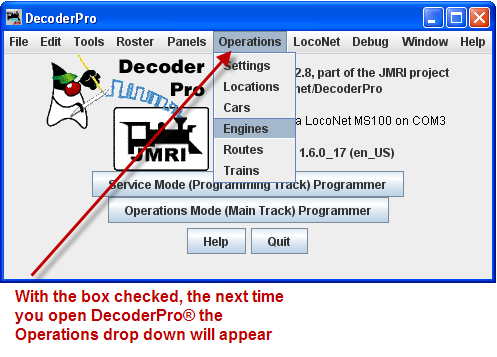 DecoderPro
File Edit Tools Roster Panels Operations LocoNet Debug Window Help
Decoder
Pro
JMRI
Settings
Locations
Cars
Engines
Routes
Trains
2.8, part of the JMRI project
net/DecoderPro
a LocoNet MS100 on COM3
1.6.0_17 (en_US)
Service Mode (Programming Track) Programmer
Operations Mode (Main Track) Programmer
Help Quit
With the box checked, the next time
you open DecoderPro® the
Operations drop down will appear